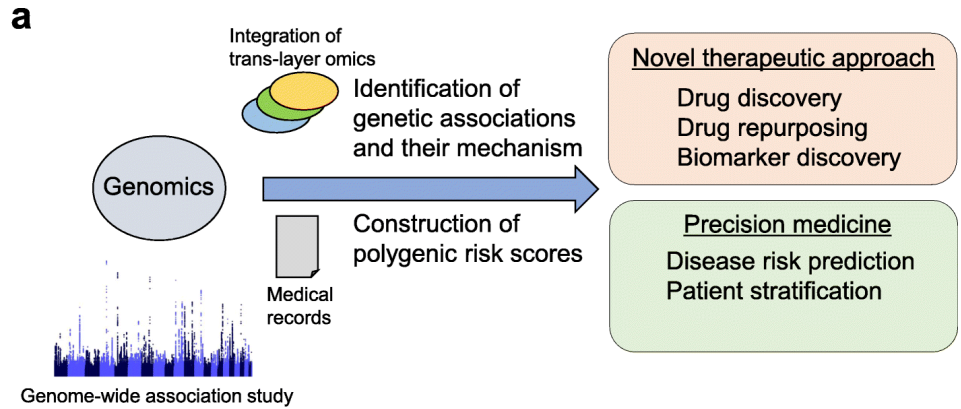 a
Integration of
trans-layer omics
Identification of
genetic associations
and their mechanism
Genomics
Construction of
polygenic risk scores
Medical
records
Genome-wide association study
Novel therapeutic approach
Drug discovery
Drug repurposing
Biomarker discovery
Precision medicine
Disease risk prediction
Patient stratification